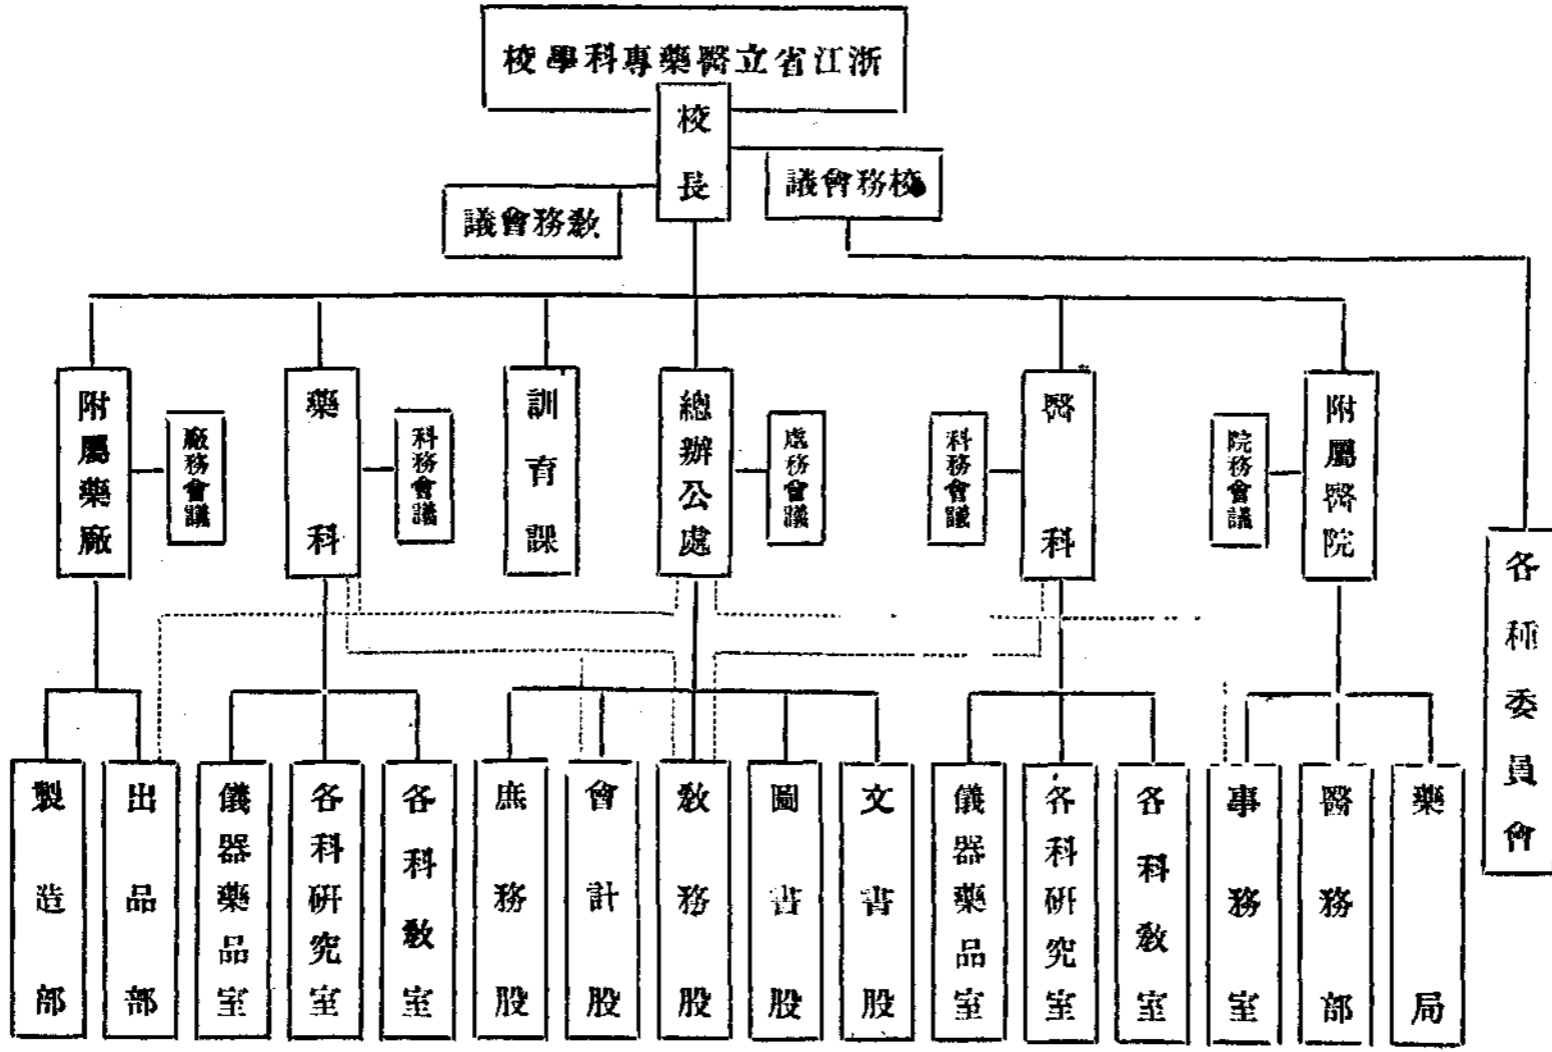 浙江省立醫藥專科學校
校長
校務會議
教務會議
附屬醫院
院務會議
醫科
科務會議
總辦公處
處務會議
訓育課
藥科
科務會議
附屬藥廠
廠務會議
各種委員會
藥局
醫務部
事務室
各科教室
各科研究室
儀器藥品室
文書股
圖書股
教務股
會計股
庶務股
各科教室
各科研究室
儀器藥品室
出品部
製造部